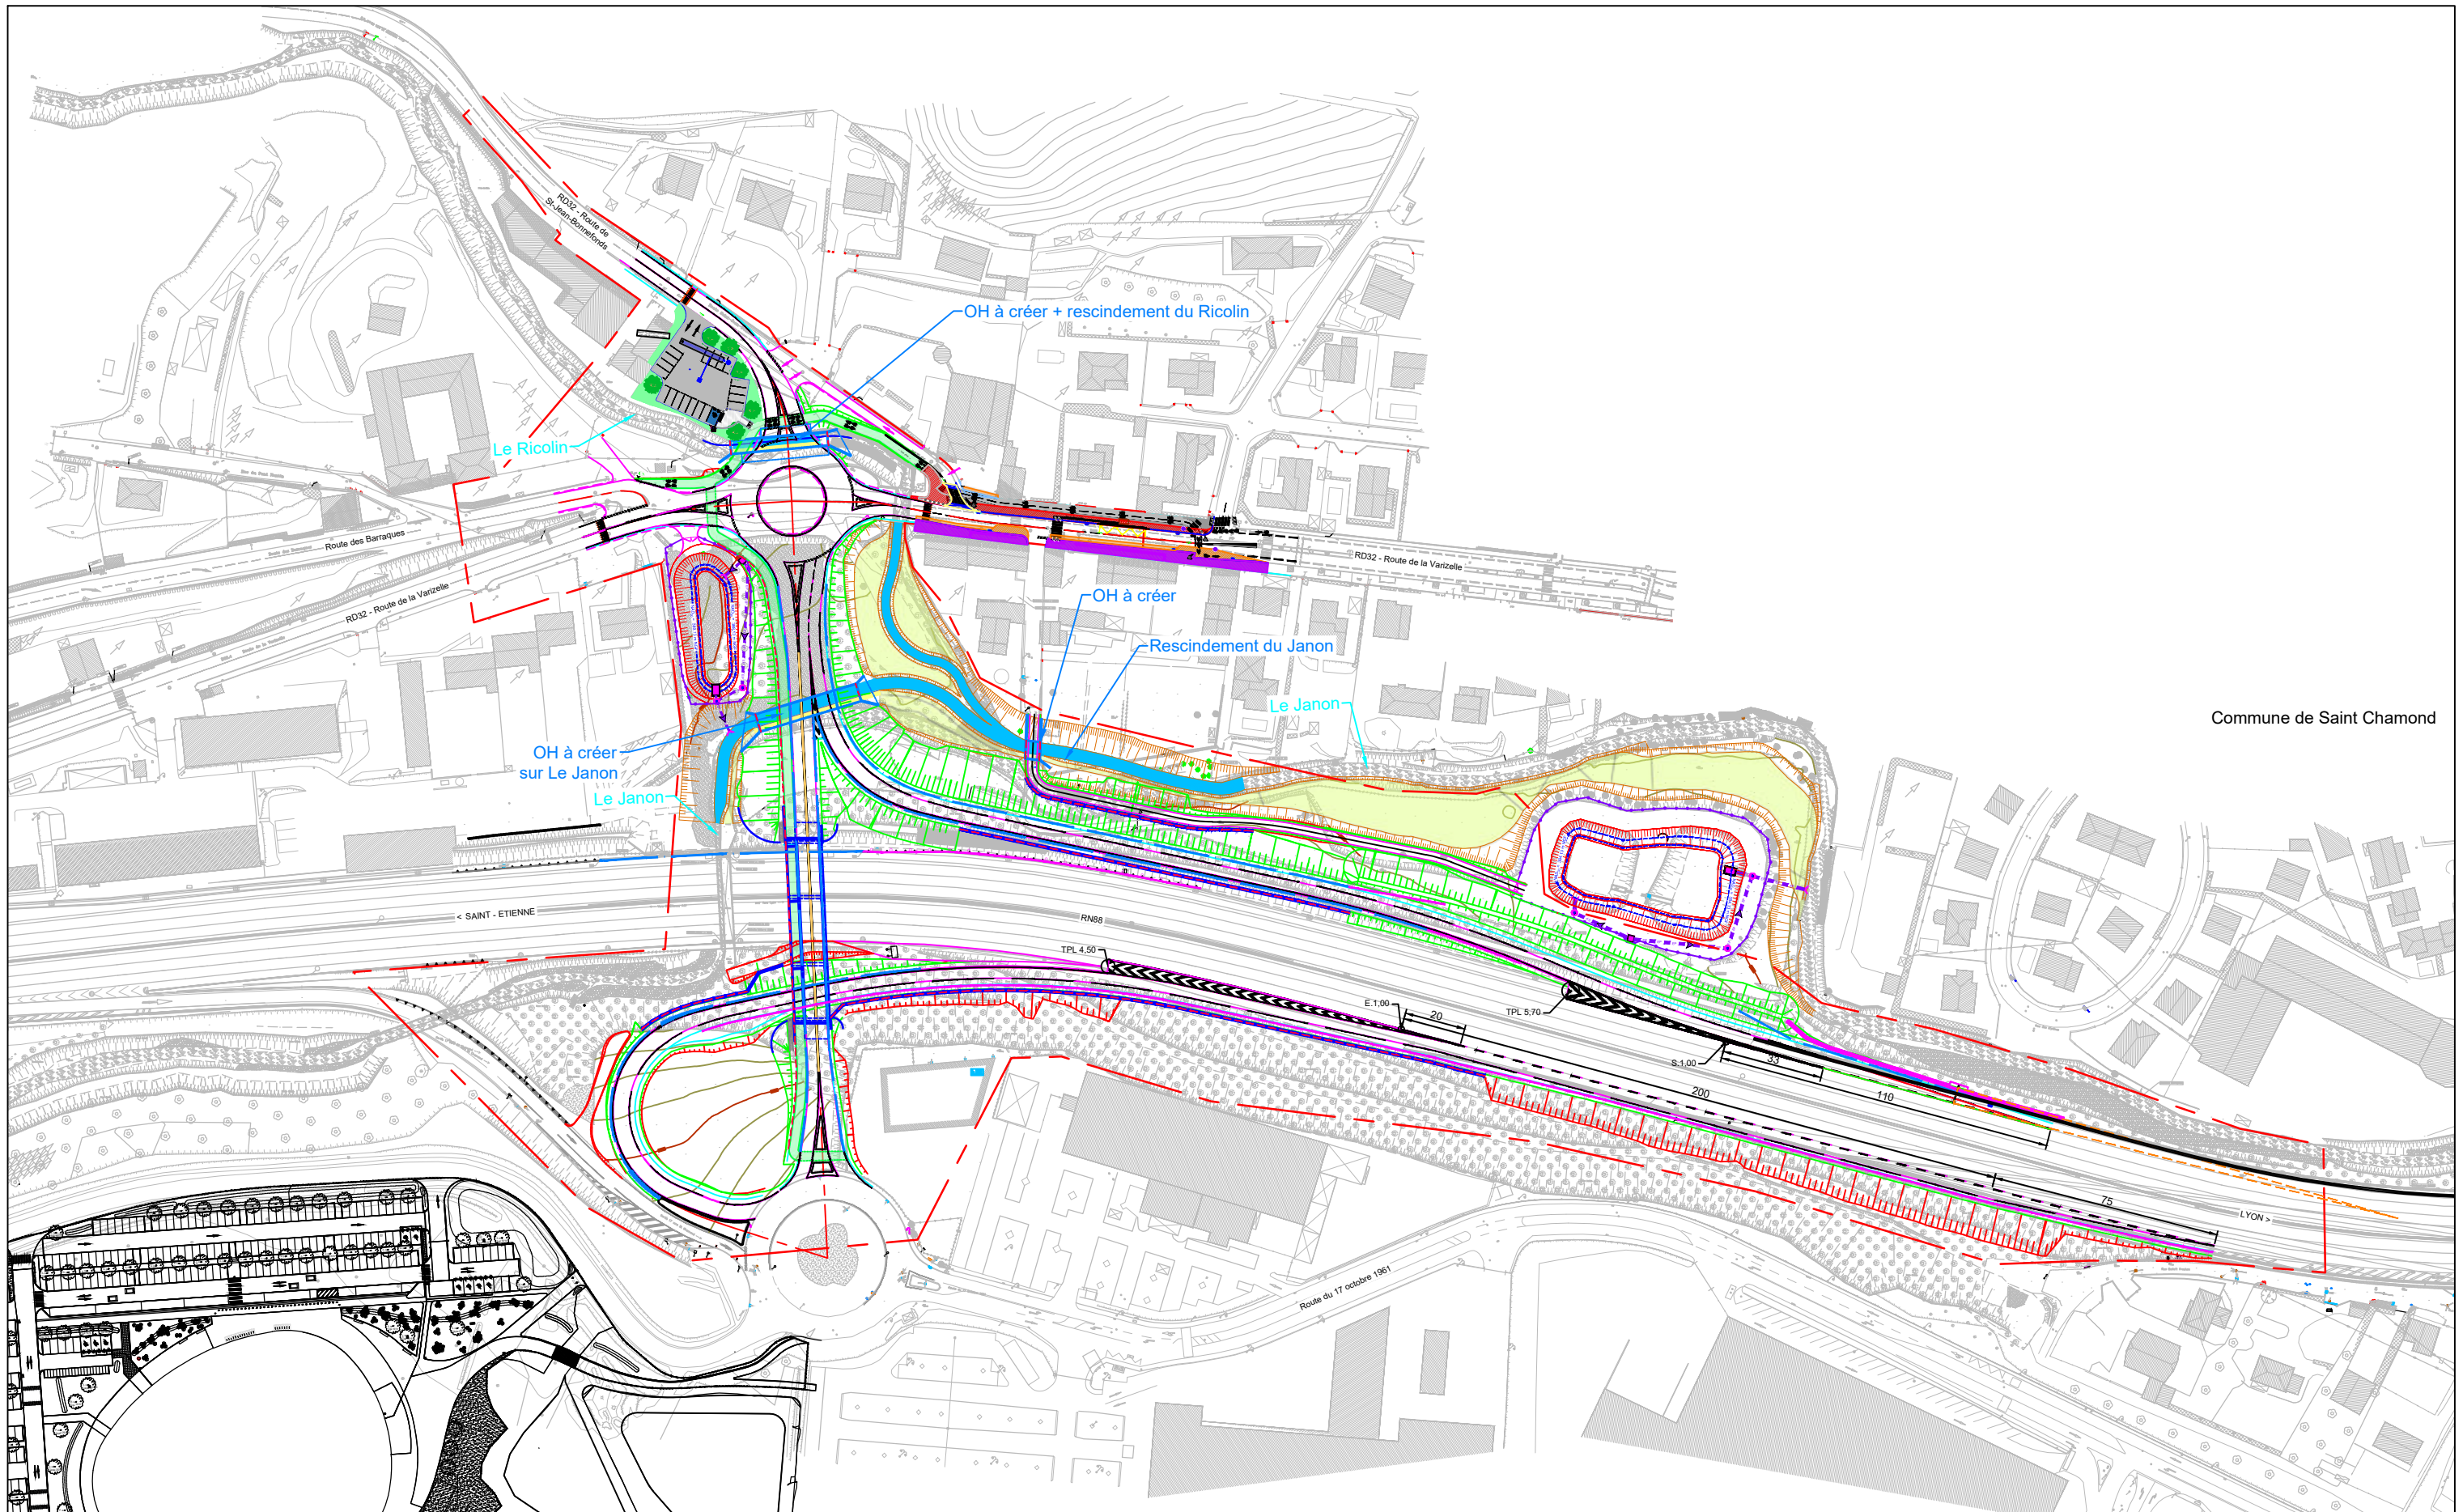 RD32 - Route de
St-Jean-Bonnefonds
OH à créer + rescindement du Ricolin
Le Ricolin
Route des Barraques
RD32 - Route de la Varizelle
RD32 - Route de la Varizelle
OH à créer
Rescindement du Janon
Le Janon
Commune de Saint Chamond
OH à créer
sur Le Janon
Le Janon
< SAINT - ETIENNE
RN88
TPL 4,50
E.1,00
20
TPL 5,70
S.1,00
33
200
110
75
LYON >
Route du 17 octobre 1961